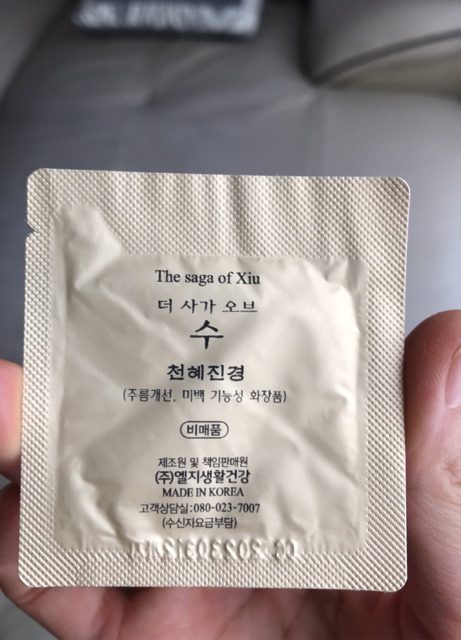 The saga of Xiu
더 사가 오브
수
천혜진경
(주름개선, 미백 기능성 화장품)
비매품
제조원 및 책임판매원
(주)엘지생활건강
MADE IN KOREA
고객상담실:080-023-7007
(수신자요금부담)